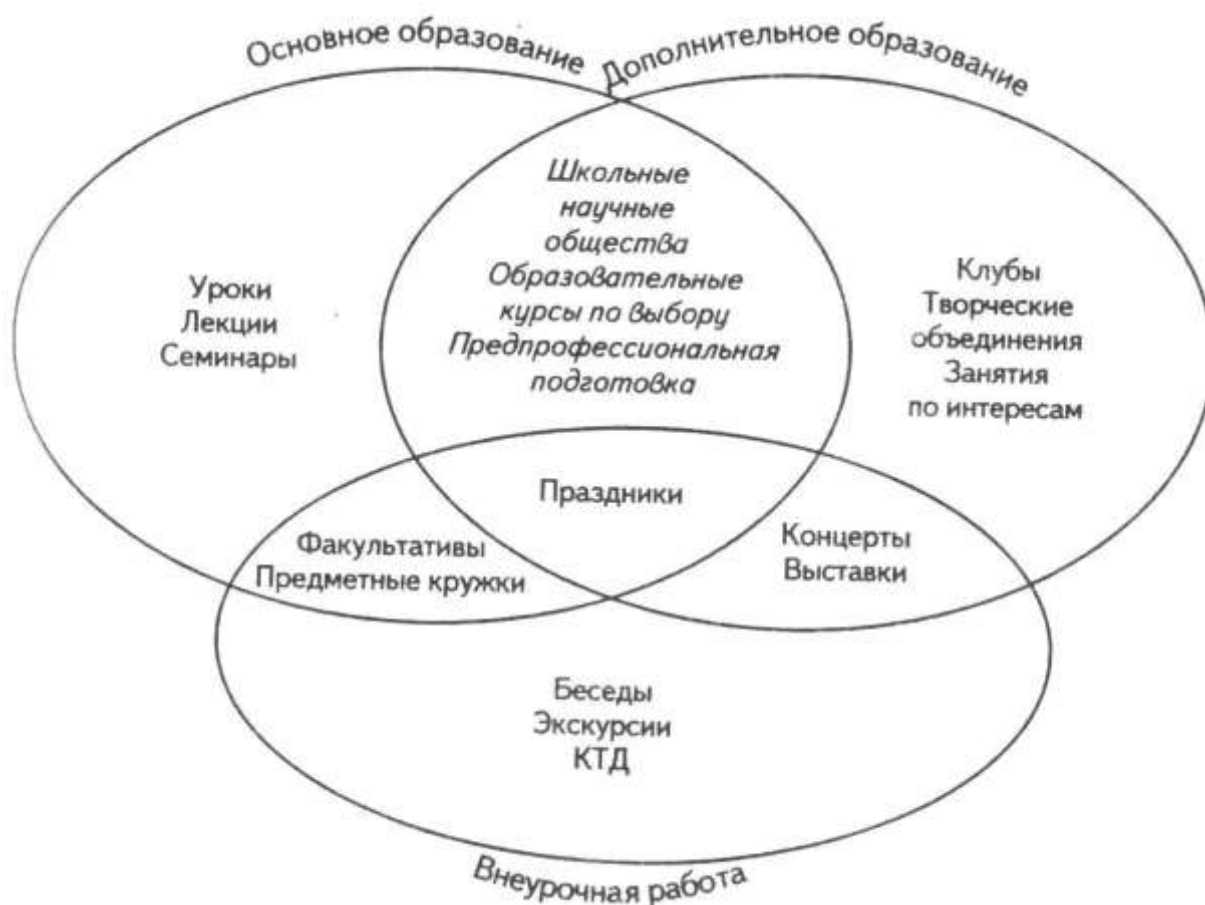 Основное образование
Дополнительное образование
Школьные
научные
общества
Образовательные
курсы по выбору
Предпрофессиональная
подготовка
Уроки
Лекции
Семинары
Клубы
Творческие
объединения
Занятия
по интересам
Праздники
Факультативы
Предметные кружки
Концерты
Выставки
Беседы
Экскурсии
КТД
Внеурочная работа